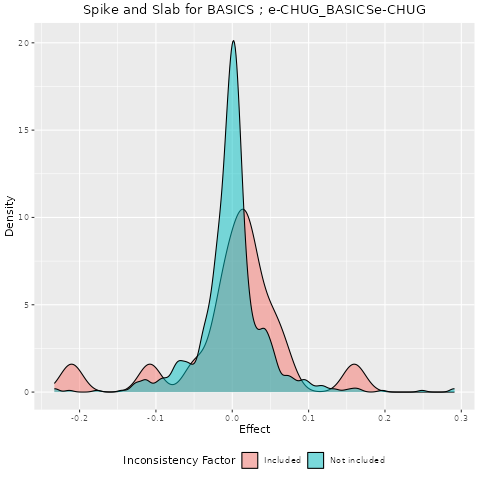 Spike and Slab for BASICS ; e-CHUG_BASICSe-CHUG
20
15
10
5
0
Density
-0.2 -0.1 0.0 0.1 0.2 0.3
Effect
Inconsistency Factor Included Not included